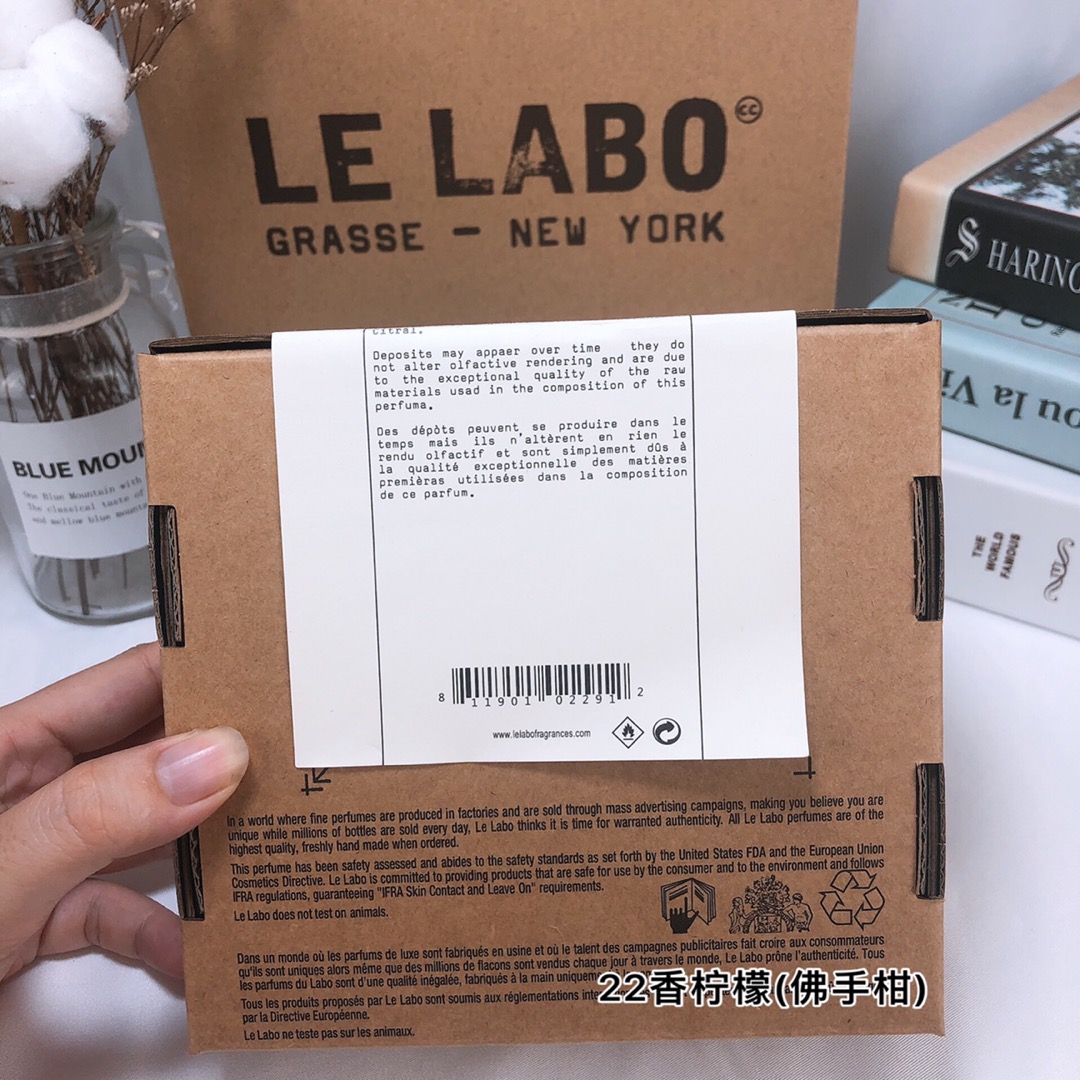 LE LABO
GRASSE — NEW YORK
HARING
ou la Vi
THE
WORLD
FAMOUS
BLUE MOU
One Blue Mountain with
The classical taste of
and mellow blue mount
citral.
Deposits may appaer over time they do
not alter olfactive rendering and are due
to the exceptional quality of the raw
materials usad in the composition of this
perfuma.
Des dépôts peuvent se produire dans le
temps mais ils n'altèrent en rien le
rendu olfactif et sont simplement dûs à
la qualité exceptionnelle des matières
premières utilisées dans la composition
de ce parfum.
8 11901 02291 2
www.lelabofragrances.com
In a world where fine perfumes are produced in factories and are sold through mass advertising campaigns, making you believe you are
unique while millions of bottles are sold every day, Le Labo thinks it is time for warranted authenticity. All Le Labo perfumes are of the
highest quality, freshly hand made when ordered.
This perfume has been safety assessed and abides to the safety standards as set forth by the United States FDA and the European Union
Cosmetics Directive. Le Labo is committed to providing products that are safe for use by the consumer and to the environment and follows
IFRA regulations, guaranteeing "IFRA Skin Contact and Leave On" requirements.
Le Labo does not test on animals.
Dans un monde où les parfums de luxe sont fabriqués en usine et où le talent des campagnes publicitaires fait croire aux consommateurs
qu'ils sont uniques alors même que des millions de flacons sont vendus chaque jour à travers le monde, Le Labo prône l'authenticité. Tous
les parfums du Labo sont d'une qualité inégalée, fabriqués à la main uniquement
22香柠檬(佛手柑)
Tous les produits proposés par Le Labo sont soumis aux réglementations
par la Directive Européenne.
Le Labo ne teste pas sur les animaux.